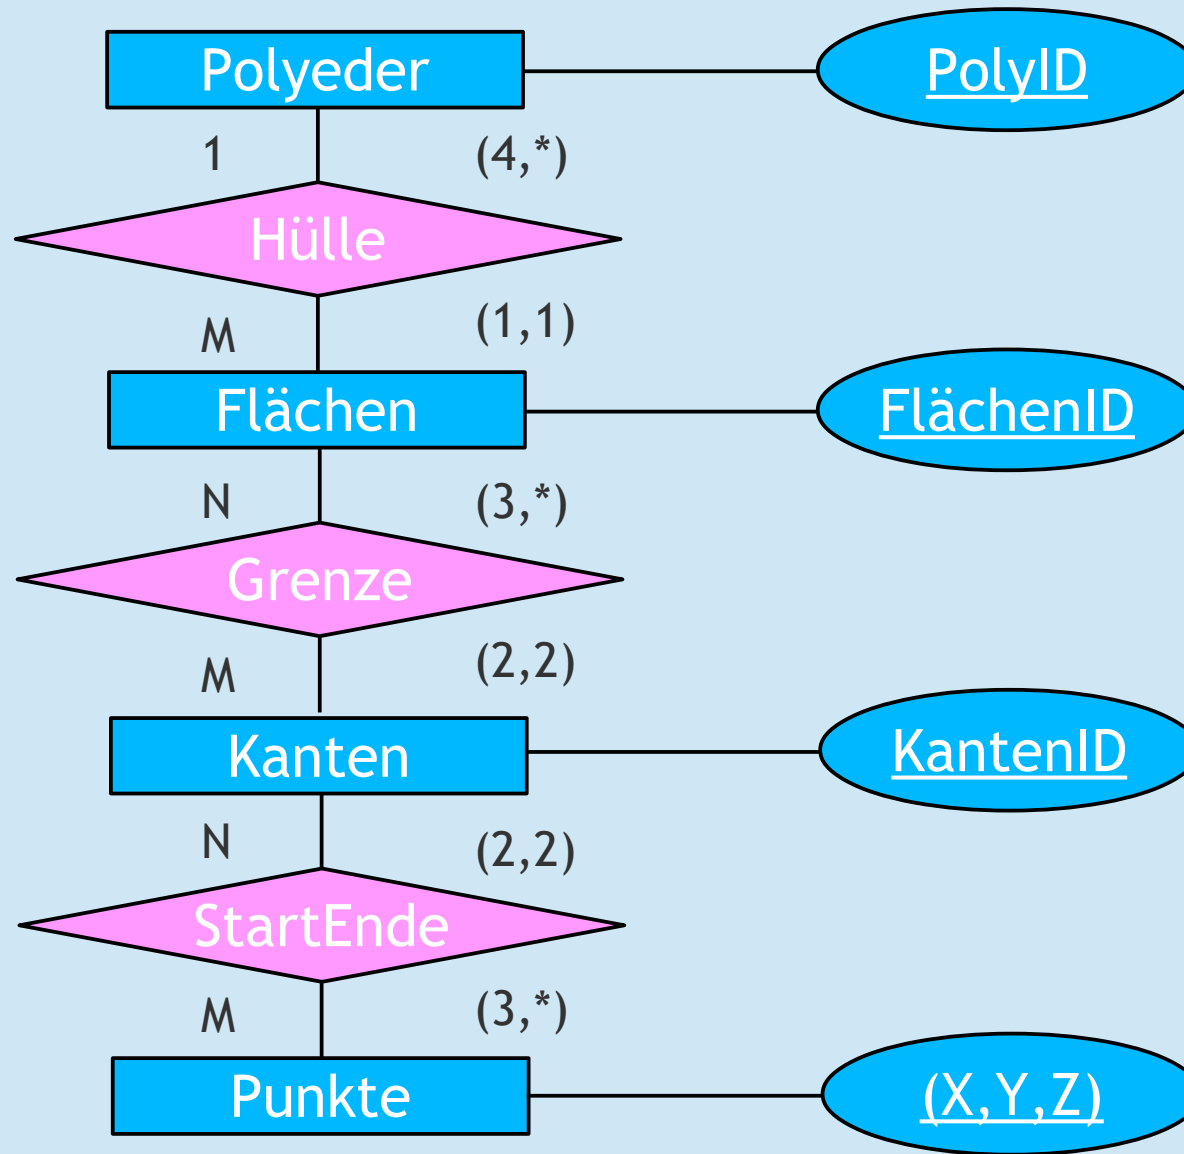 Polyeder
PolyID
1
(4,*)
Hülle
M
(1,1)
Flächen
FlächenID
N
(3,*)
Grenze
M
(2,2)
Kanten
KantenID
N
(2,2)
StartEnde
M
(3,*)
Punkte
(X,Y,Z)